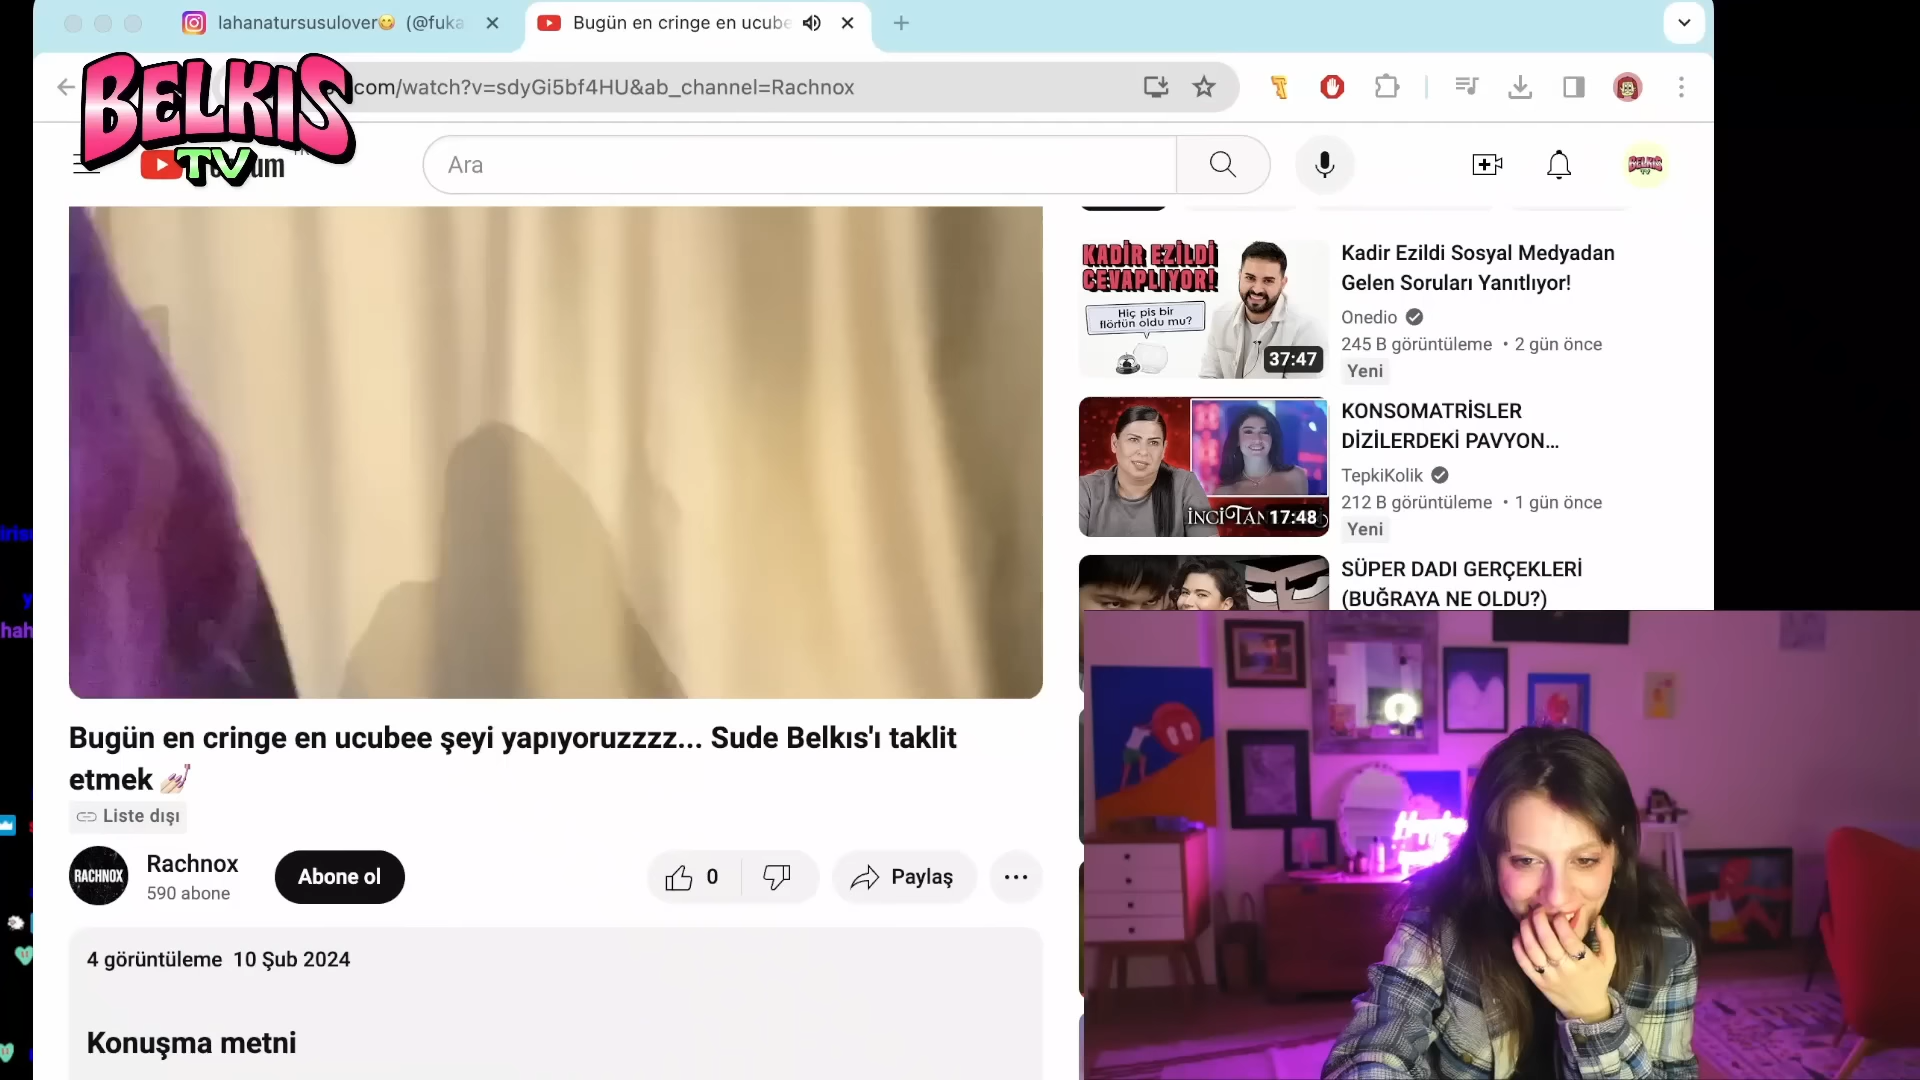 lahanatursusulover😋 (@fuka
Bugün en cringe en ucube
com/watch?v=sdyGi5bf4HU&ab_channel=Rachnox
BELKIS
TV
Ara
BELKIS
TV
KADİR EZİLDİ
CEVAPLIYOR!
Hiç pis bir
flörtün oldu mu?
37:47
Kadir Ezildi Sosyal Medyadan
Gelen Soruları Yanıtlıyor!
Onedio
245 B görüntüleme • 2 gün önce
Yeni
17:48
KONSOMATRİSLER
DİZİLERDEKİ PAVYON...
TepkiKolik
212 B görüntüleme • 1 gün önce
Yeni
SÜPER DADI GERÇEKLERİ
(BUĞRAYA NE OLDU?)
Bugün en cringe en ucubee şeyi yapıyoruzzzz... Sude Belkıs'ı taklit
etmek 💅🏻
Liste dışı
RACHNOX
Rachnox
590 abone
Abone ol
0
Paylaş
4 görüntüleme 10 Şub 2024
Konuşma metni